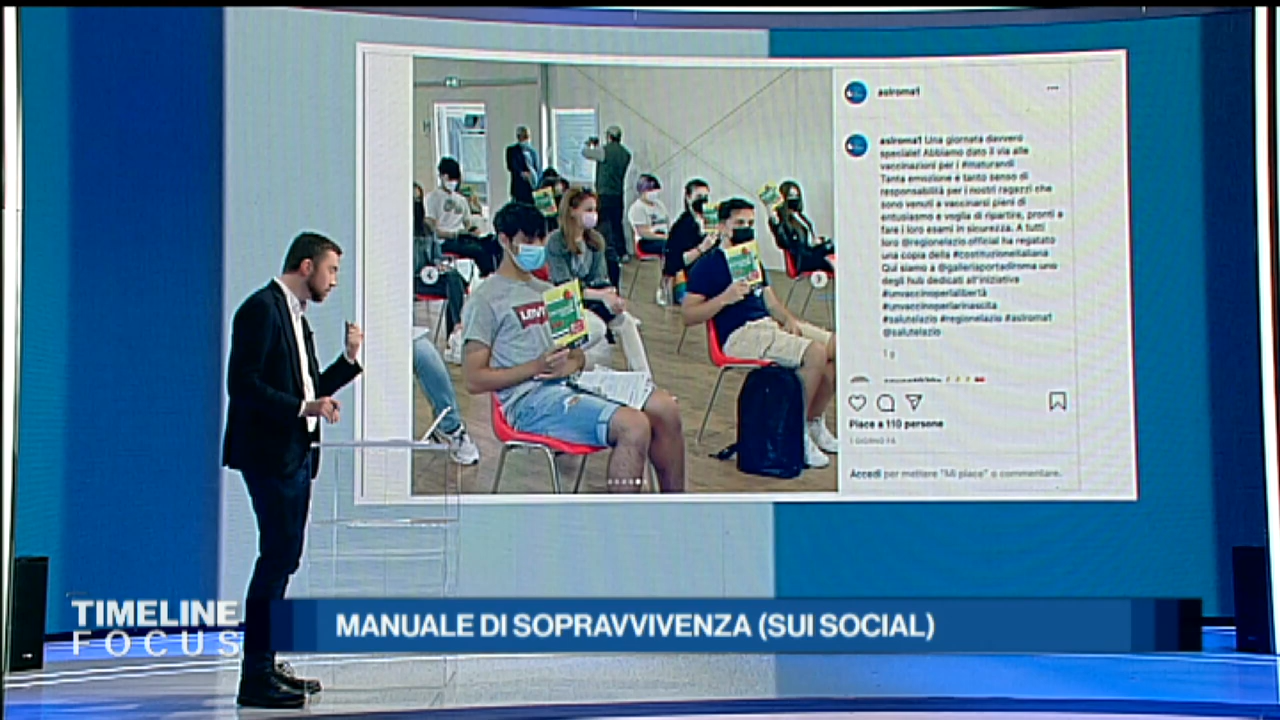 aslroma1
aslroma1 Una giornata davvero
speciale! Abbiamo dato il via alle
vaccinazioni per i #maturandi
Tanta emozione e tanto senso di
responsabilità per i nostri ragazzi che
sono venuti a vaccinarsi pieni di
entusiasmo e voglia di ripartire, pronti a
fare i loro esami in sicurezza. A tutti
loro @regionelazio.official ha regalato
una copia della #costituzioneitaliana
Qui siamo a @galleriaportadiroma uno
degli hub dedicati all'iniziativa
#unvaccinoperlalibertà
#unvaccinoperlarinascita
#salutelazio #regionelazio #aslroma1
@salutelazio
1 g
Piace a 110 persone
1 GIORNO FA
Accedi per mettere "Mi piace" o commentare.
LEVI'
TIMELINE
FOCUS
MANUALE DI SOPRAVVIVENZA (SUI SOCIAL)